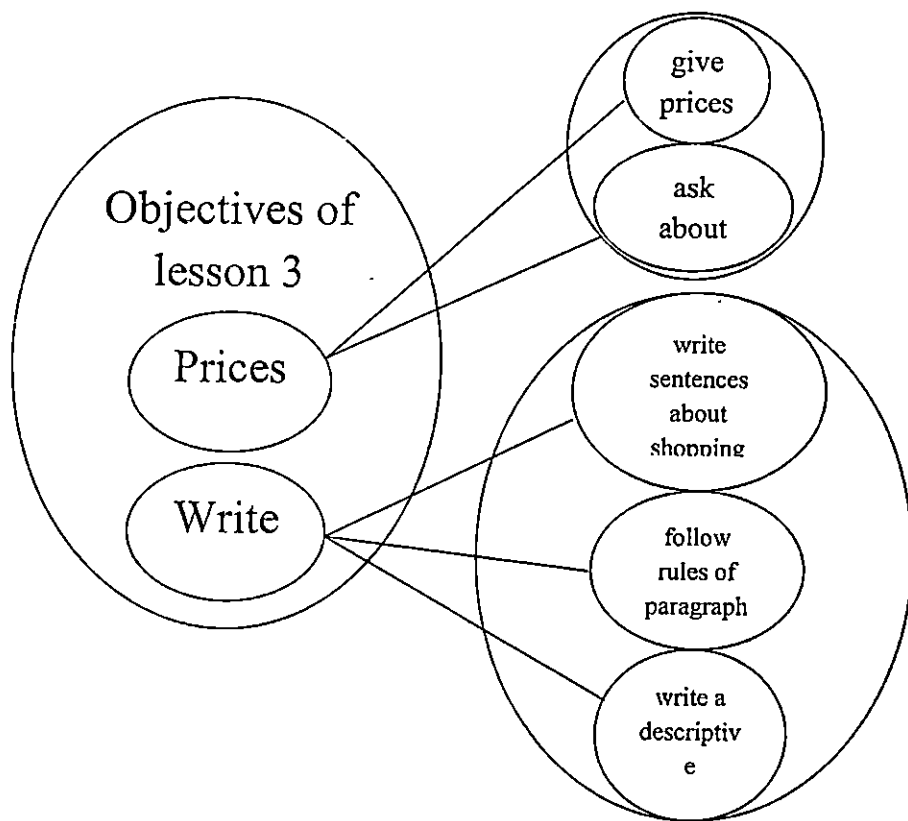 Objectives of
lesson 3
Prices
Write
give
prices
ask
about
write
sentences
about
shopping
follow
rules of
paragraph
write a
descriptiv
e